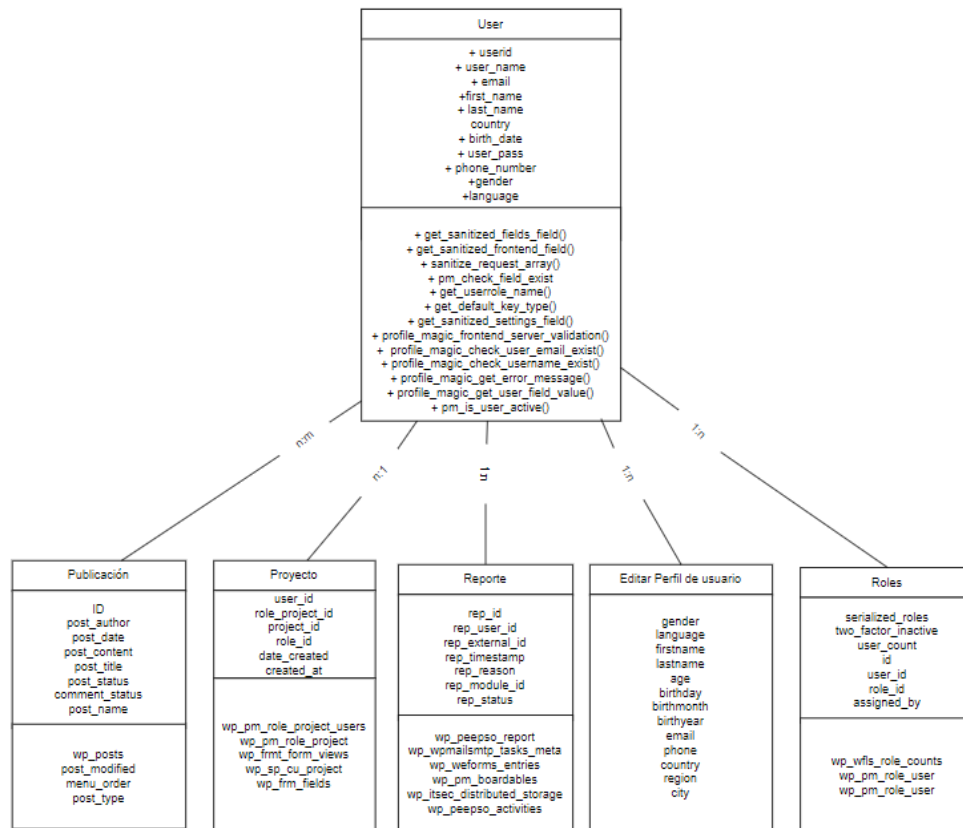 User
+ userid
+ user_name
+ email
+first_name
+ last_name
country
+ birth_date
+ user_pass
+ phone_number
+gender
+language
+ get_sanitized_fields_field()
+ get_sanitized_frontend_field()
+ sanitize_request_array()
+ pm_check_field_exist
+ get_userrole_name()
+ get_default_key_type()
+ get_sanitized_settings_field()
+ profile_magic_frontend_server_validation()
+ profile_magic_check_user_email_exist()
+ profile_magic_check_username_exist()
+ profile_magic_get_error_message()
+ profile_magic_get_user_field_value()
+ pm_is_user_active()
n:m
n:1
1:n
1:n
1:n
Publicación
ID
post_author
post_date
post_content
post_title
post_status
comment_status
post_name
wp_posts
post_modified
menu_order
post_type
Proyecto
user_id
role_project_id
project_id
role_id
date_created
created_at
wp_pm_role_project_users
wp_pm_role_project
wp_frmt_form_views
wp_sp_cu_project
wp_frm_fields
Reporte
rep_id
rep_user_id
rep_external_id
rep_timestamp
rep_reason
rep_module_id
rep_status
wp_peepso_report
wp_wpmailsmtp_tasks_meta
wp_weforms_entries
wp_pm_boardables
wp_itsec_distributed_storage
wp_peepso_activities
Editar Perfil de usuario
gender
language
firstname
lastname
age
birthday
birthmonth
birthyear
email
phone
country
region
city
Roles
serialized_roles
two_factor_inactive
user_count
id
user_id
role_id
assigned_by
wp_wfls_role_counts
wp_pm_role_user
wp_pm_role_user